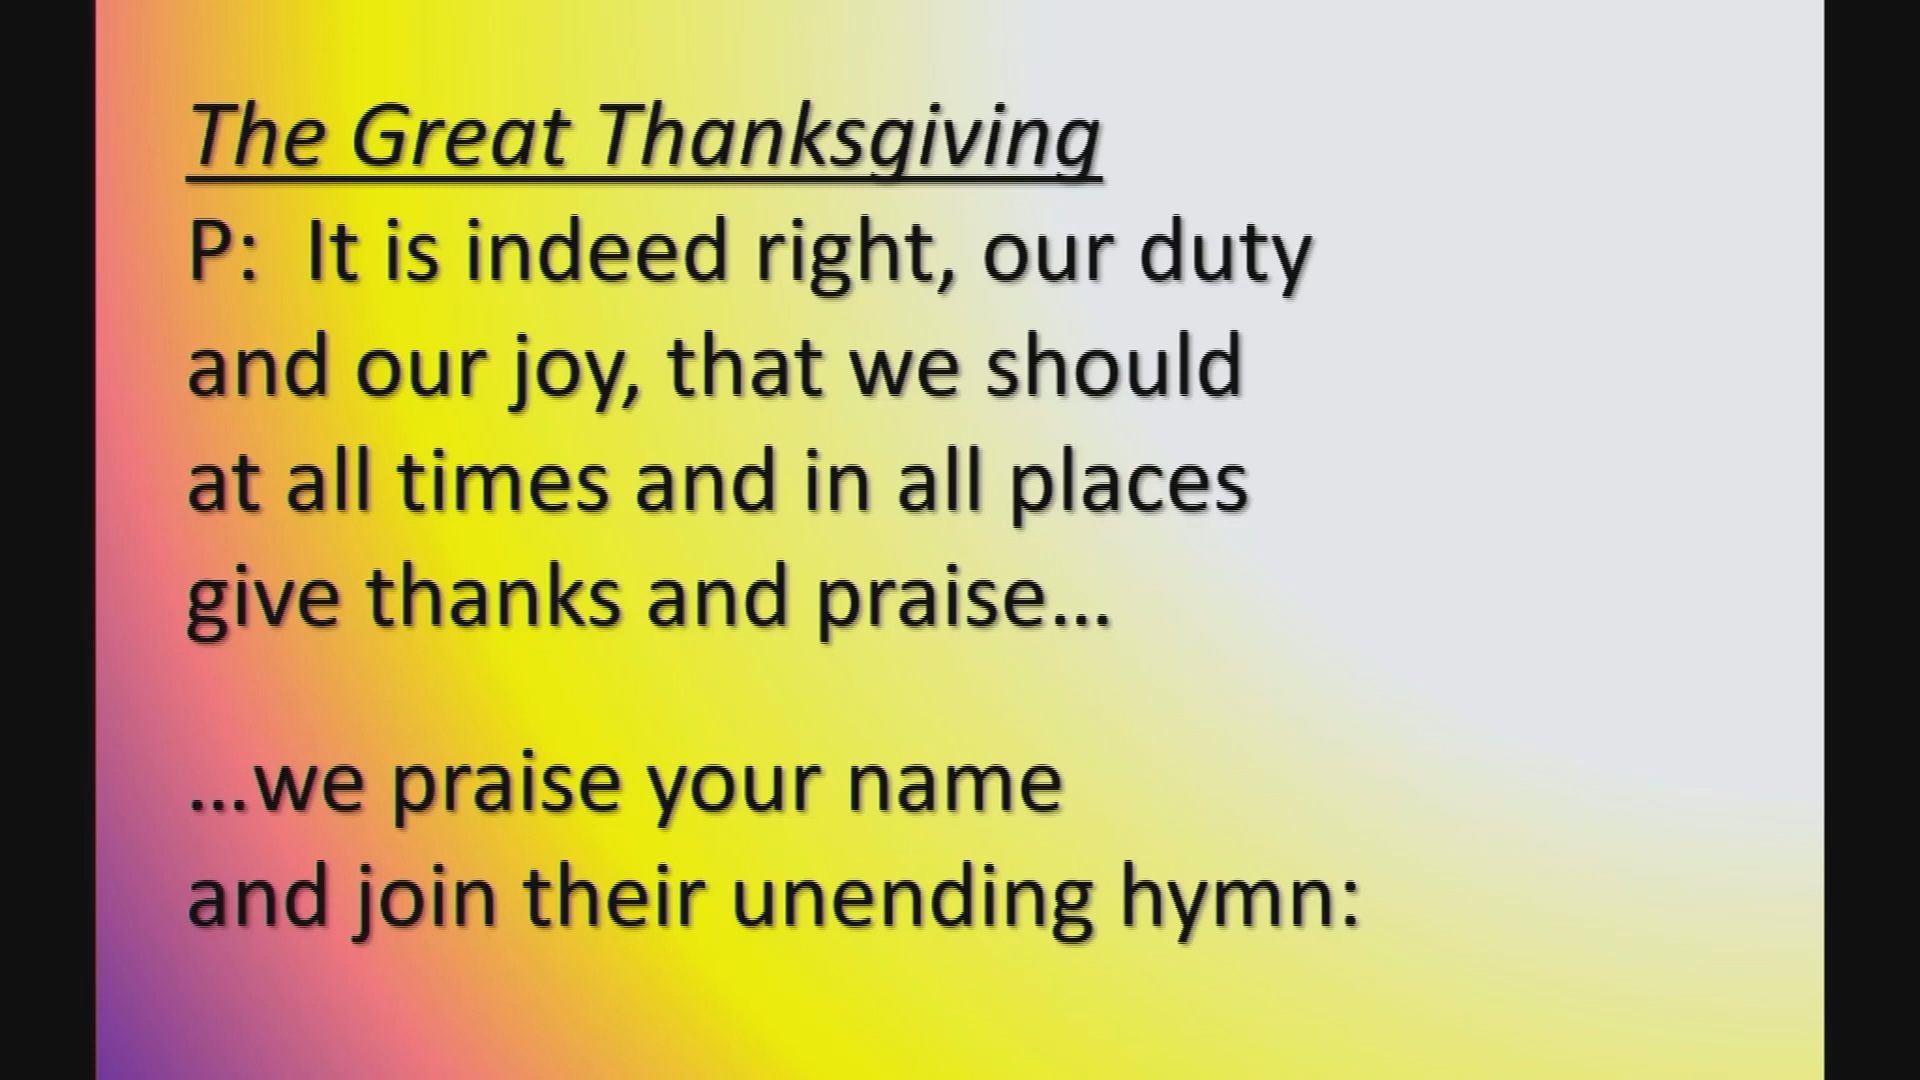 The Great Thanksgiving
P:  It is indeed right, our duty
and our joy, that we should
at all times and in all places
give thanks and praise…
…we praise your name
and join their unending hymn: